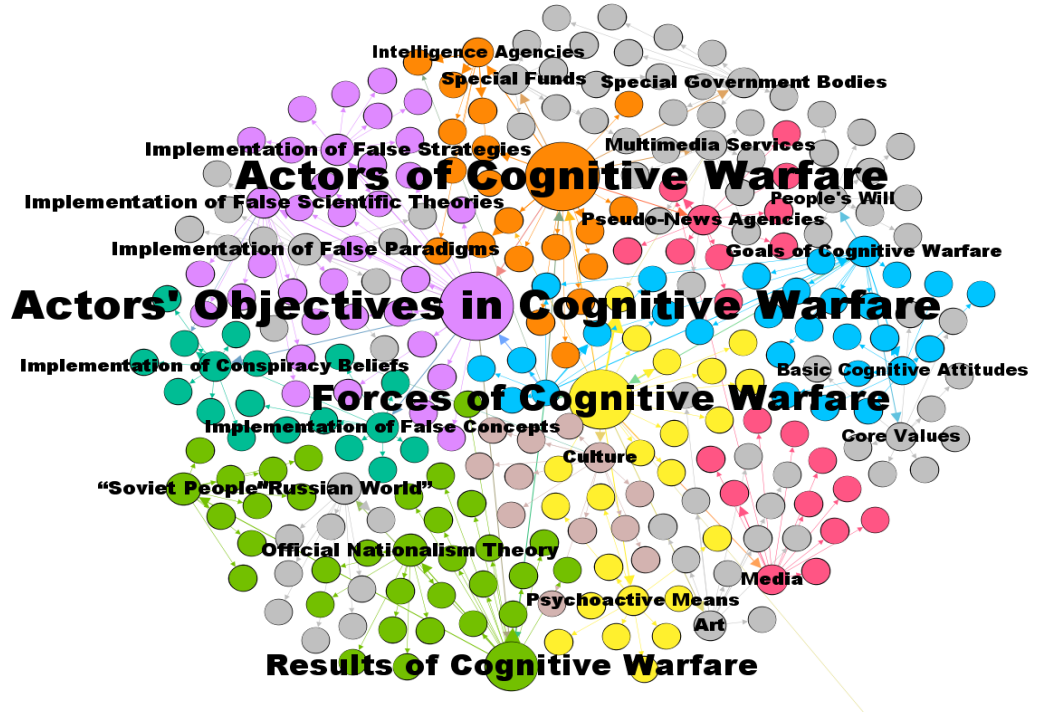 Intelligence Agencies
Special Funds
Special Government Bodies
Implementation of False Strategies
Multimedia Services
Actors of Cognitive Warfare
Implementation of False Scientific Theories
People's Will
Pseudo-News Agencies
Implementation of False Paradigms
Goals of Cognitive Warfare
Actors' Objectives in Cognitive Warfare
Implementation of Conspiracy Beliefs
Basic Cognitive Attitudes
Forces of Cognitive Warfare
Implementation of False Concepts
Core Values
Culture
“Soviet People”
“Russian World”
Official Nationalism Theory
Media
Psychoactive Means
Art
Results of Cognitive Warfare